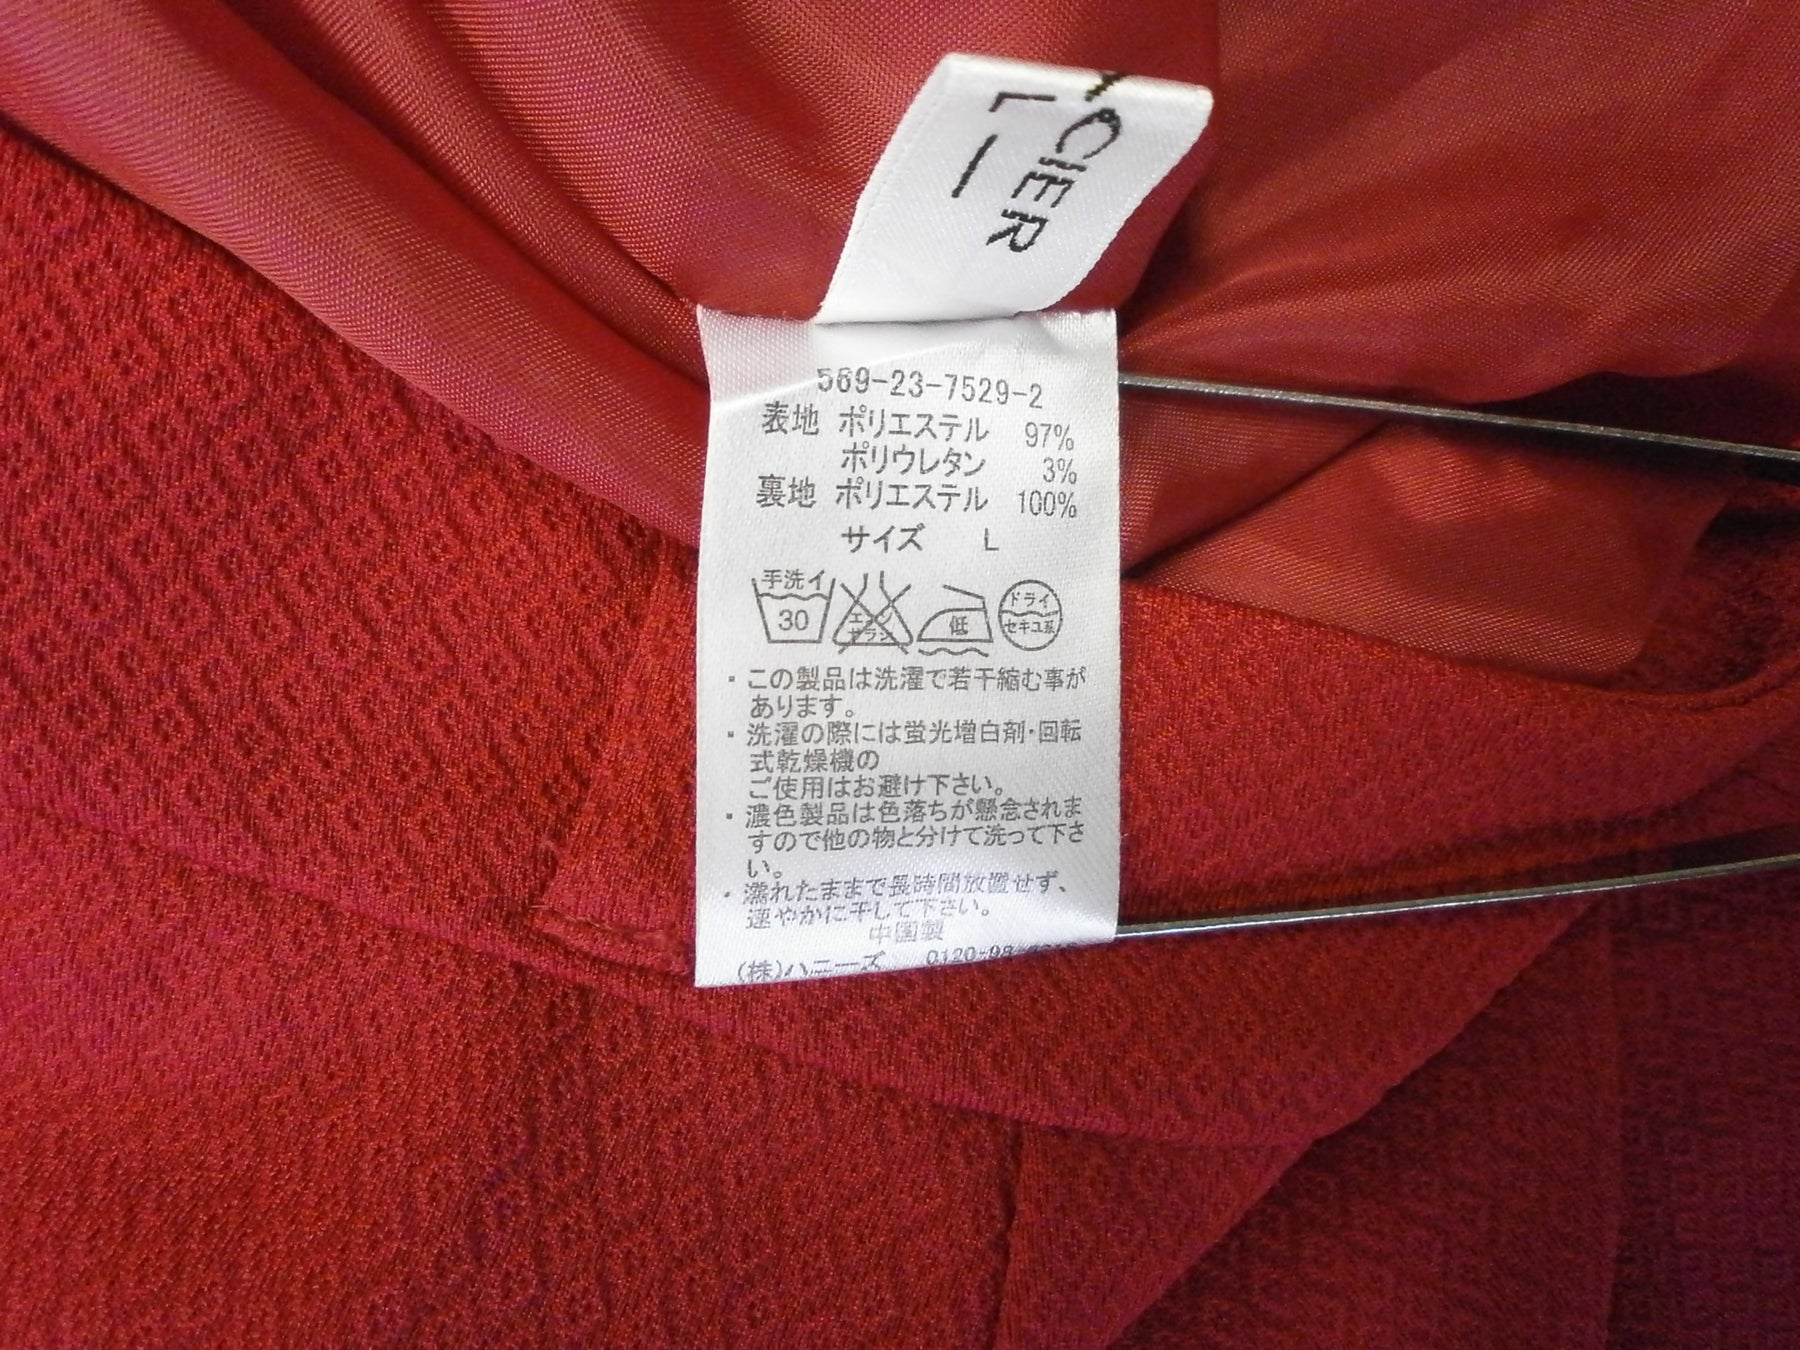 CIER
L
569-23-7529-2
表地 ポリエステル 97%
ポリウレタン 3%
裏地 ポリエステル 100%
サイズ L
手洗イ
30
エンソ
サラシ
低
ドライ
セキユ系
・この製品は洗濯で若干縮む事が
あります。
・洗濯の際には蛍光増白剤・回転
式乾燥機の
ご使用はお避け下さい。
・濃色製品は色落ちが懸念されま
すので他の物と分けて洗って下さ
い。
・濡れたままで長時間放置せず、
速やかに干して下さい。
中国製
(株)ハニーズ 0120-98-